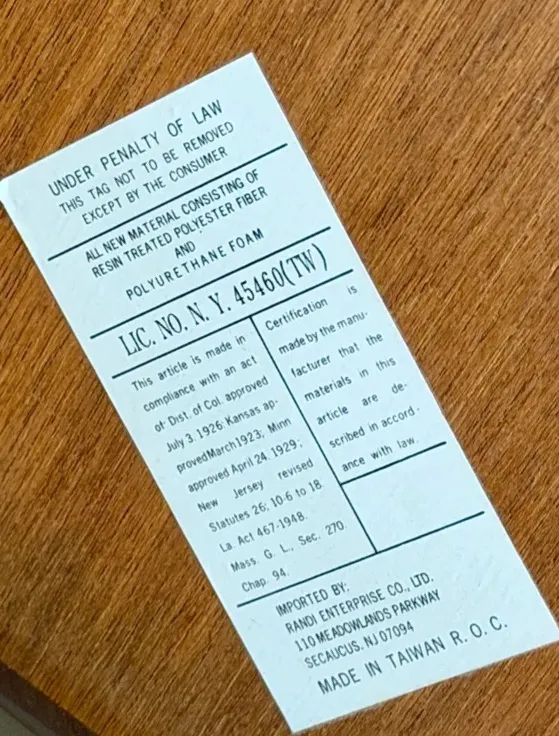 UNDER PENALTY OF LAW
THIS TAG NOT TO BE REMOVED
EXCEPT BY THE CONSUMER
ALL NEW MATERIAL CONSISTING OF
RESIN TREATED POLYESTER FIBER
AND
POLYURETHANE FOAM
LIC. NO. N. Y. 45460(TW)
This article is made in
compliance with an act
of Dist. of Col. approved
July 3. 1926 Kansas ap-
proved March 1923; Minn
approved April 24. 1929;
New Jersey revised
Statutes 26; 10-6 to 18.
La. Act 467-1948.
Mass. G. L., Sec. 270.
Chap. 94.
Certification is
made by the manu-
facturer that the
materials in this
article are de-
scribed in accord-
ance with law.
IMPORTED BY:
RANDI ENTERPRISE CO., LTD.
110 MEADOWLANDS PARKWAY
SECAUCUS. NJ 07094
MADE IN TAIWAN R. O. C.